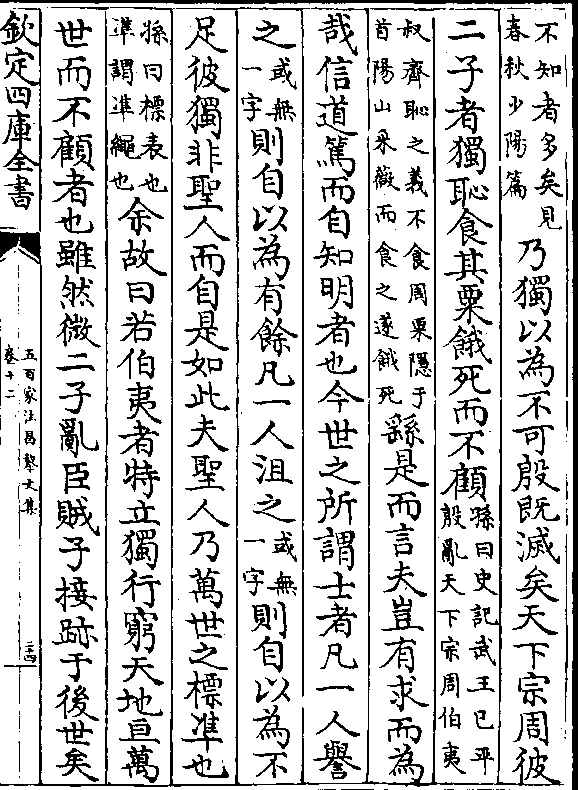 不知者多矣見
春秋少陽篇
乃獨以為不可殷既滅矣天下宗周彼
二子者獨恥食其粟餓死而不顧
孫曰史記武王已平
殷亂天下宗周伯夷
叔齊恥之義不食周粟隱于
首陽山采薇而食之遂餓死
繇是而言夫豈有求而為
哉信道篤而自知明者也今世之所謂士者凡一人譽
之
或無
一字
則自以為有餘凡一人沮之
或無
一字
則自以為不
足彼獨非聖人而自是如此夫聖人乃萬世之標準也
孫曰標表也
準謂準繩也
余故曰若伯夷者特立獨行窮天地亘萬
世而不顧者也雖然微二子亂臣賊子接跡于後世矣
欽定四庫全書
五百家注昌黎文集
卷十二
二四